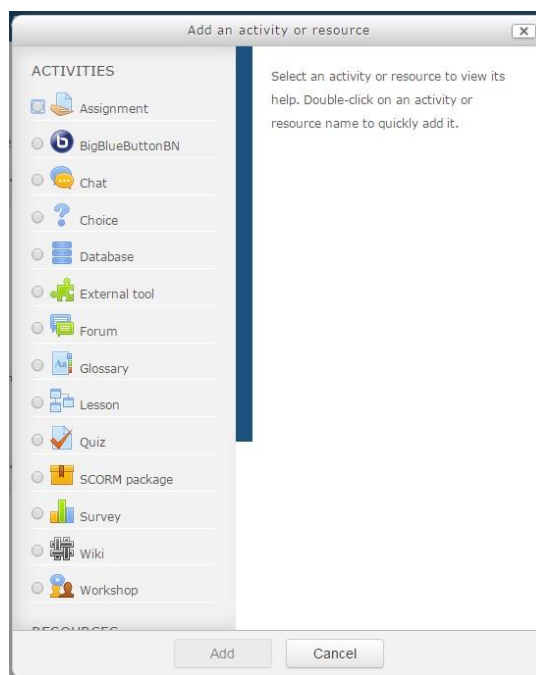 Add an activity or resource
ACTIVITIES
Assignment
BigBlueButtonBN
Chat
Choice
Database
External tool
Forum
Glossary
Lesson
Quiz
SCORM package
Survey
Wiki
Workshop
RESOURCES
Select an activity or resource to view its
help. Double-click on an activity or
resource name to quickly add it.
Add
Cancel